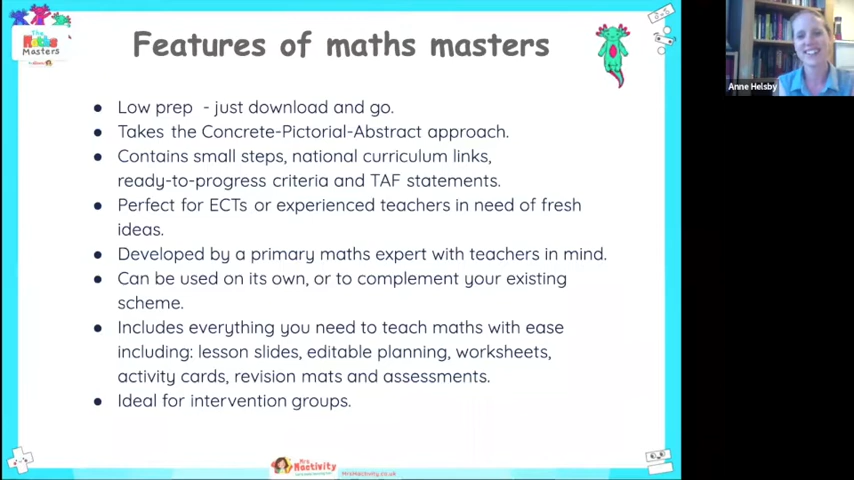 The
Maths
Masters
Features of maths masters
Anne Helsby
● Low prep - just download and go.
● Takes the Concrete-Pictorial-Abstract approach.
● Contains small steps, national curriculum links,
ready-to-progress criteria and TAF statements.
● Perfect for ECTs or experienced teachers in need of fresh
ideas.
● Developed by a primary maths expert with teachers in mind.
● Can be used on its own, or to complement your existing
scheme.
● Includes everything you need to teach maths with ease
including: lesson slides, editable planning, worksheets,
activity cards, revision mats and assessments.
● Ideal for intervention groups.
Mrs
Mactivity
MrsMactivity.co.uk